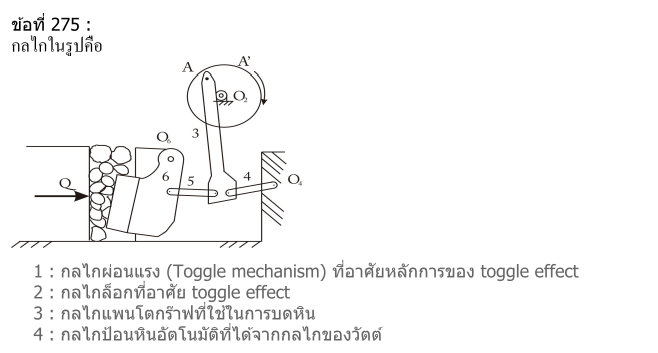 ข้อที่ 275 :
กลไกในรูปคือ
A A'
O₂
3
O₆
6 5 4 O₄
Q
1 : กลไกผ่อนแรง (Toggle mechanism) ที่อาศัยหลักการของ toggle effect
2 : กลไกล็อกที่อาศัย toggle effect
3 : กลไกแพนโตกร๊าฟที่ใช้ในการบดหิน
4 : กลไกป้อนหินอัตโนมัติที่ได้จากกลไกของวัตต์